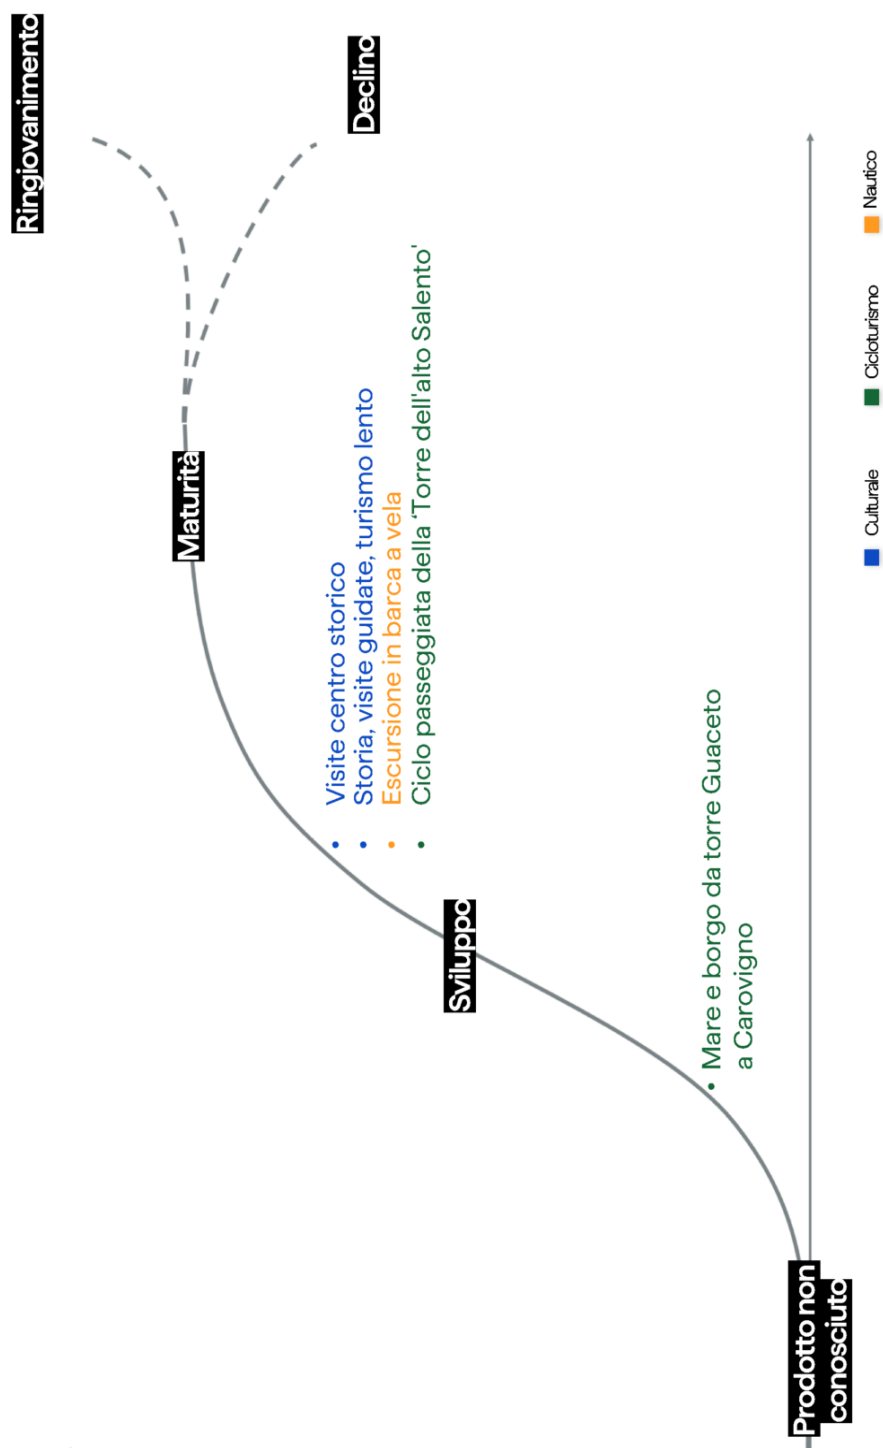 Ringiovanimento
Declino
Maturità
• Visite centro storico
• Storia, visite guidate, turismo lento
• Escursione in barca a vela
• Ciclo passeggiata della ‘Torre dell'alto Salento'
Sviluppo
• Mare e borgo da torre Guaceto
a Carovigno
Prodotto non
conosciuto
Culturale
Cicloturismo
Nautico